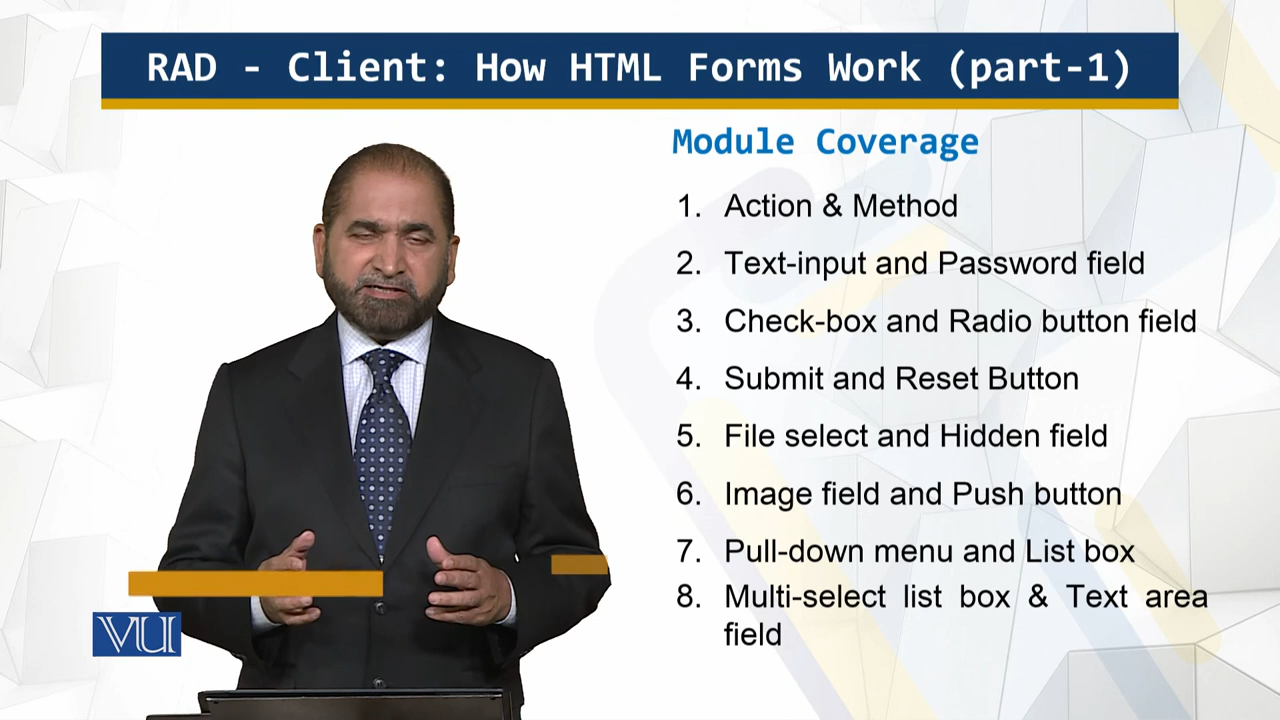 RAD - Client: How HTML Forms Work (part-1)
Module Coverage
1. Action & Method
2. Text-input and Password field
3. Check-box and Radio button field
4. Submit and Reset Button
5. File select and Hidden field
6. Image field and Push button
7. Pull-down menu and List box
8. Multi-select list box & Text area
field
VU